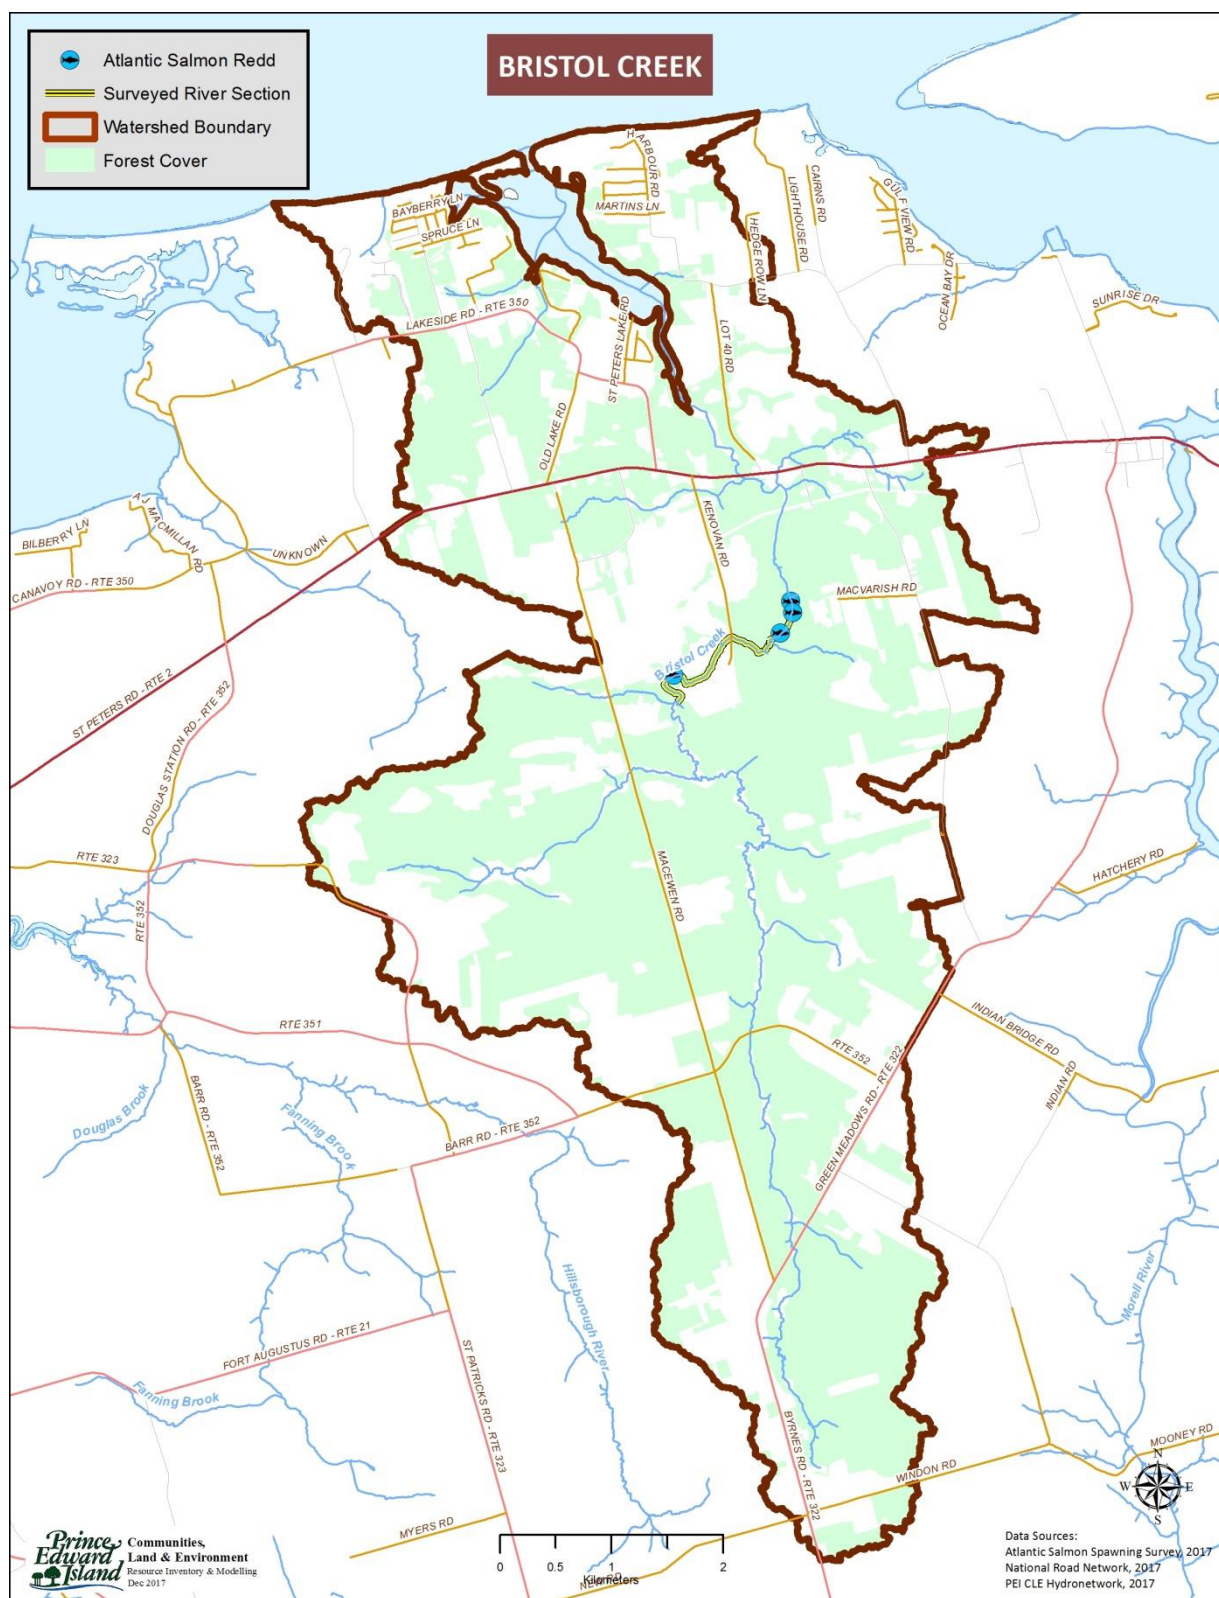 BRISTOL CREEK
Atlantic Salmon Redd
Surveyed River Section
Watershed Boundary
Forest Cover
HARBOUR RD
BAYBERRY LN
MARTINS LN
SPRUCE LN
LIGHTHOUSE RD
CAIRNS RD
GULF VIEW RD
HEDGE ROW LN
OCEAN BAY DR
SUNRISE DR
LAKESIDE RD - RTE 350
ST PETERS LAKE RD
LOT 40 RD
OLD LAKE RD
A J MACMILLAN RD
BILBERRY LN
UNKNOWN
CANAVOY RD - RTE 350
KENOVAN RD
MACVARISH RD
Bristol Creek
ST PETERS RD - RTE 2
DOUGLAS STATION RD - RTE 352
RTE 323
MACEWEN RD
HATCHERY RD
RTE 352
RTE 351
RTE 352
INDIAN BRIDGE RD
INDIAN RD
BARR RD - RTE 352
Douglas Brook
Fanning Brook
BARR RD - RTE 352
GREEN MEADOWS RD - RTE 322
Hillsborough River
Morell River
FORT AUGUSTUS RD - RTE 21
ST PATRICKS RD - RTE 323
Fanning Brook
BYRNES RD - RTE 322
MOONEY RD
WINDON RD
N
W
E
S
MYERS RD
NEW RD
0 0.5 1 2
Kilometers
Prince
Edward
Island
Communities,
Land & Environment
Resource Inventory & Modelling
Dec 2017
Data Sources:
Atlantic Salmon Spawning Survey, 2017
National Road Network, 2017
PEI CLE Hydronetwork, 2017